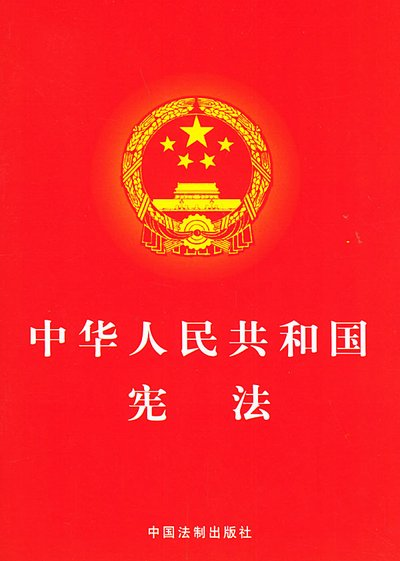 中华人民共和国
宪 法
中国法制出版社